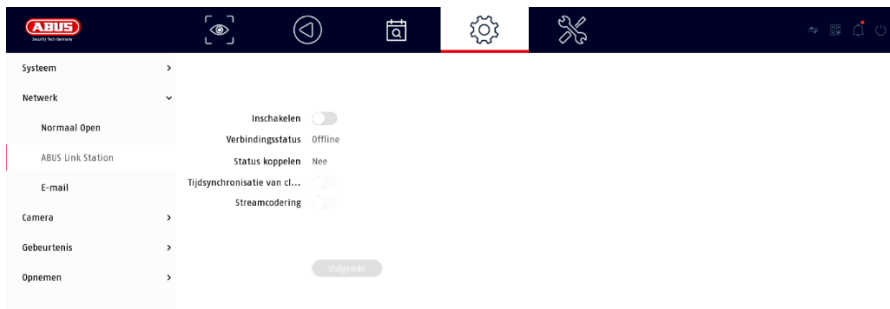 ABUS
Security Tech Germany
Systeem
Netwerk
Normaal Open
ABUS Link Station
E-mail
Camera
Gebeurtenis
Opnemen
Inschakelen
Verbindingsstatus Offline
Status koppelen Nee
Tijdsynchronisatie van cl...
Streamcodering
Volgende